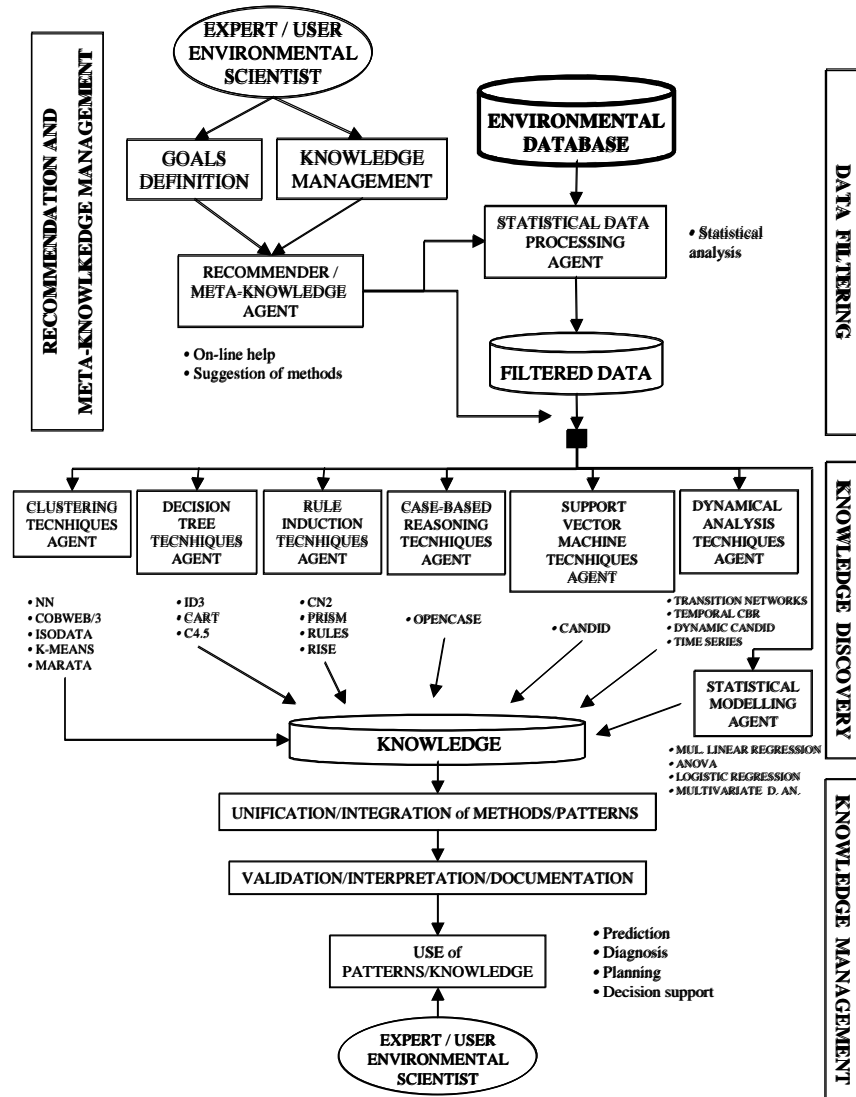 EXPERT / USER
ENVIRONMENTAL
SCIENTIST
RECOMMENDATION AND
META-KNOWLKEDGE MANAGEMENT
GOALS
DEFINITION
KNOWLEDGE
MANAGEMENT
RECOMMENDER /
META-KNOWLEDGE
AGENT
• On-line help
• Suggestion of methods
ENVIRONMENTAL
DATABASE
STATISTICAL DATA
PROCESSING
AGENT
• Statistical
analysis
FILTERED DATA
DATA FILTERING
CLUSTERING
TECNHIQUES
AGENT
DECISION
TREE
TECNHIQUES
AGENT
RULE
INDUCTION
TECNHIQUES
AGENT
CASE-BASED
REASONING
TECNHIQUES
AGENT
SUPPORT
VECTOR
MACHINE
TECNHIQUES
AGENT
DYNAMICAL
ANALYSIS
TECNHIQUES
AGENT
• NN
• COBWEB/3
• ISODATA
• K-MEANS
• MARATA
• ID3
• CART
• C4.5
• CN2
• PRISM
• RULES
• RISE
• OPENCASE
• CANDID
• TRANSITION NETWORKS
• TEMPORAL CBR
• DYNAMIC CANDID
• TIME SERIES
STATISTICAL
MODELLING
AGENT
• MUL. LINEAR REGRESSION
• ANOVA
• LOGISTIC REGRESSION
• MULTIVARIATE D. AN.
KNOWLEDGE DISCOVERY
KNOWLEDGE
UNIFICATION/INTEGRATION of METHODS/PATTERNS
VALIDATION/INTERPRETATION/DOCUMENTATION
USE of
PATTERNS/KNOWLEDGE
• Prediction
• Diagnosis
• Planning
• Decision support
EXPERT / USER
ENVIRONMENTAL
SCIENTIST
KNOWLEDGE MANAGEMENT